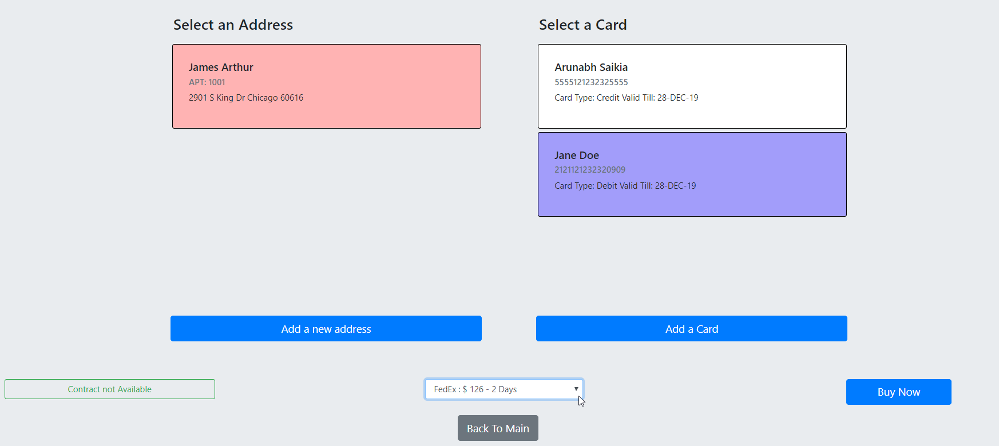 Select an Address
James Arthur
APT: 1001
2901 S King Dr Chicago 60616
Add a new address
Select a Card
Arunabh Saikia
5555121232325555
Card Type: Credit Valid Till: 28-DEC-19
Jane Doe
2121121232320909
Card Type: Debit Valid Till: 28-DEC-19
Add a Card
Contract not Available
FedEx : $ 126 - 2 Days
Buy Now
Back To Main